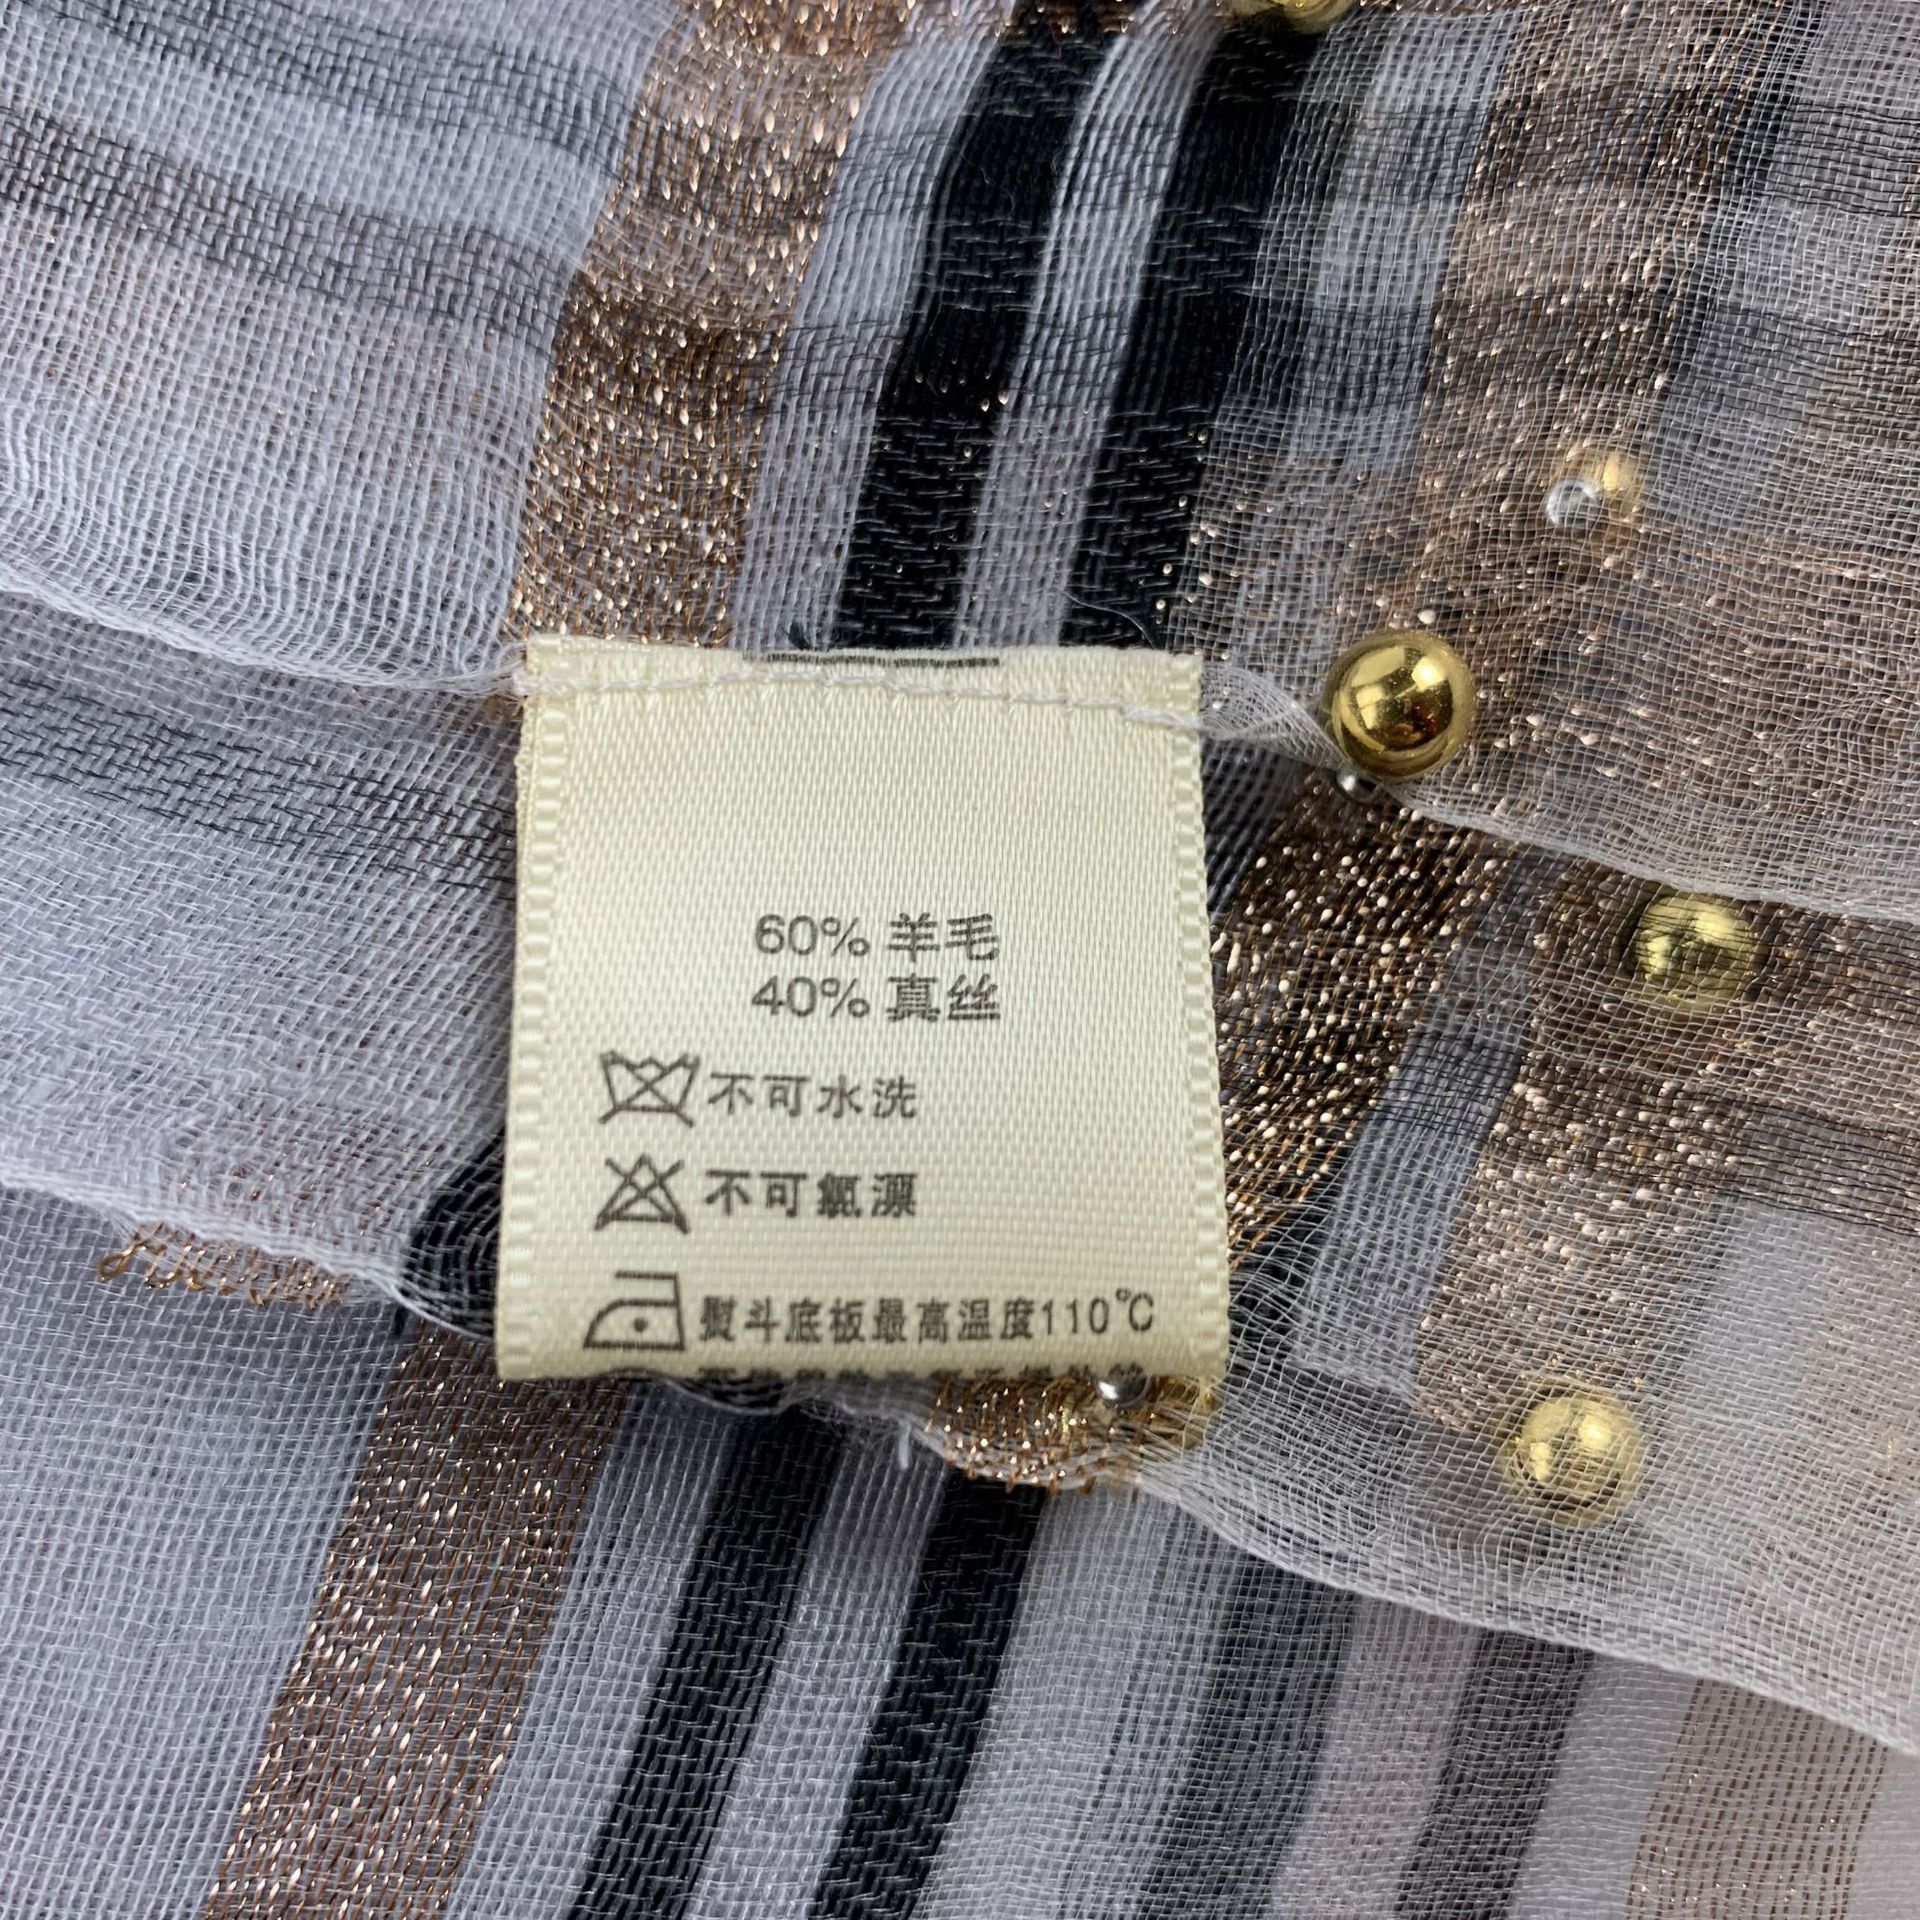 60% 羊毛
40% 真丝
不可水洗
不可氯漂
熨斗底板最高温度110℃